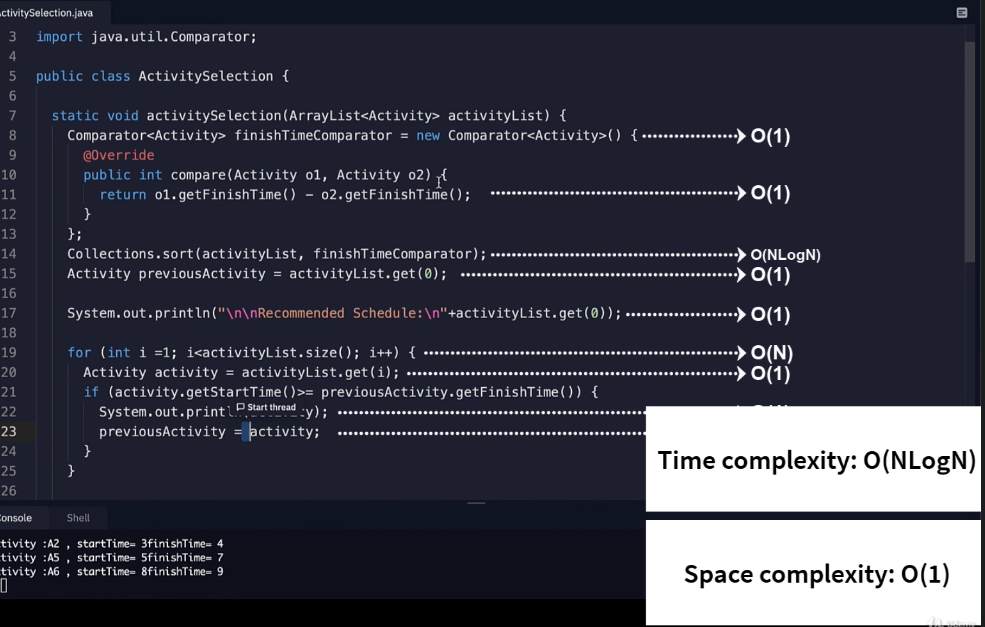 ctivitySelection.java
3 import java.util.Comparator;
4
5 public class ActivitySelection {
6
7 static void activitySelection(ArrayList<Activity> activityList) {
8 Comparator<Activity> finishTimeComparator = new Comparator<Activity>() { O(1)
9 @Override
10 public int compare(Activity o1, Activity o2) {
11 return o1.getFinishTime() - o2.getFinishTime(); O(1)
12 }
13 };
14 Collections.sort(activityList, finishTimeComparator); O(NLogN)
15 Activity previousActivity = activityList.get(0); O(1)
16
17 System.out.println("\n\nRecommended Schedule:\n"+activityList.get(0)); O(1)
18
19 for (int i =1; i<activityList.size(); i++) { O(N)
20 Activity activity = activityList.get(i); O(1)
21 if (activity.getStartTime()>= previousActivity.getFinishTime()) {
Start thread
22 System.out.println(activity);
23 previousActivity = activity;
24 }
25 }
26
Time complexity: O(NLogN)
Space complexity: O(1)
Console Shell
tivity :A2 , startTime= 3finishTime= 4
tivity :A5 , startTime= 5finishTime= 7
tivity :A6 , startTime= 8finishTime= 9